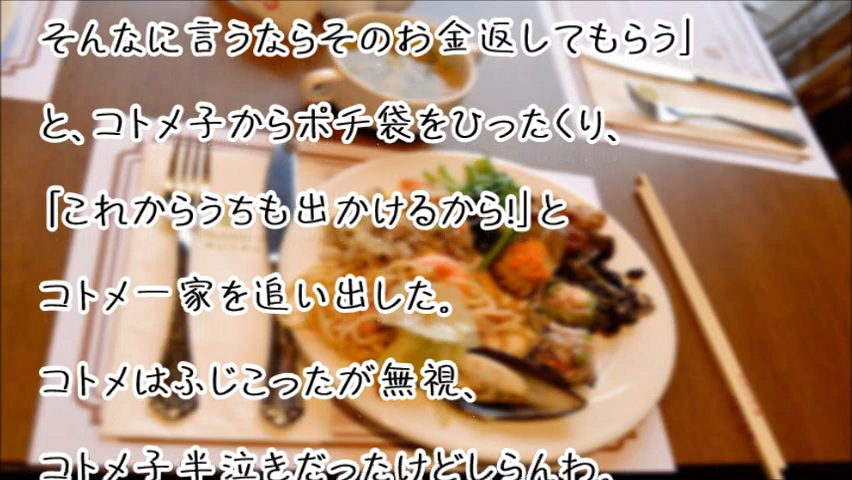 そんなに言うならそのお金返してもらう」
と、コトメ子からポチ袋をひったくり、
「これからうちも出かけるから!」と
コトメ一家を追い出した。
コトメはふじこったが無視、
コトメ子半泣きだったけどしらんわ。